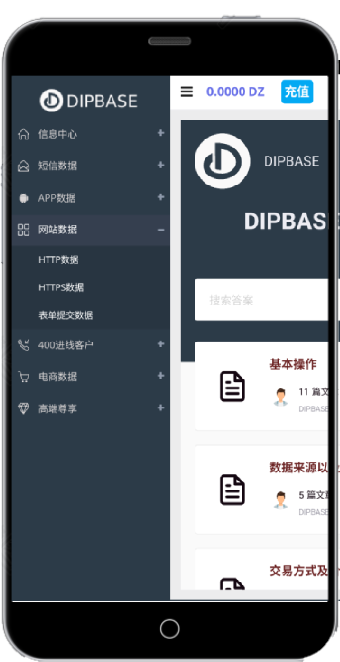 DIPBASE
信息中心
短信数据
APP数据
网站数据
HTTP数据
HTTPS数据
表单提交数据
400进线客户
电商数据
高端尊享
0.0000 DZ
充值
DIPBASE
DIPBAS
搜索答案
基本操作
11 篇文
DIPBASE
数据来源以
5 篇文章
DIPBASE
交易方式及